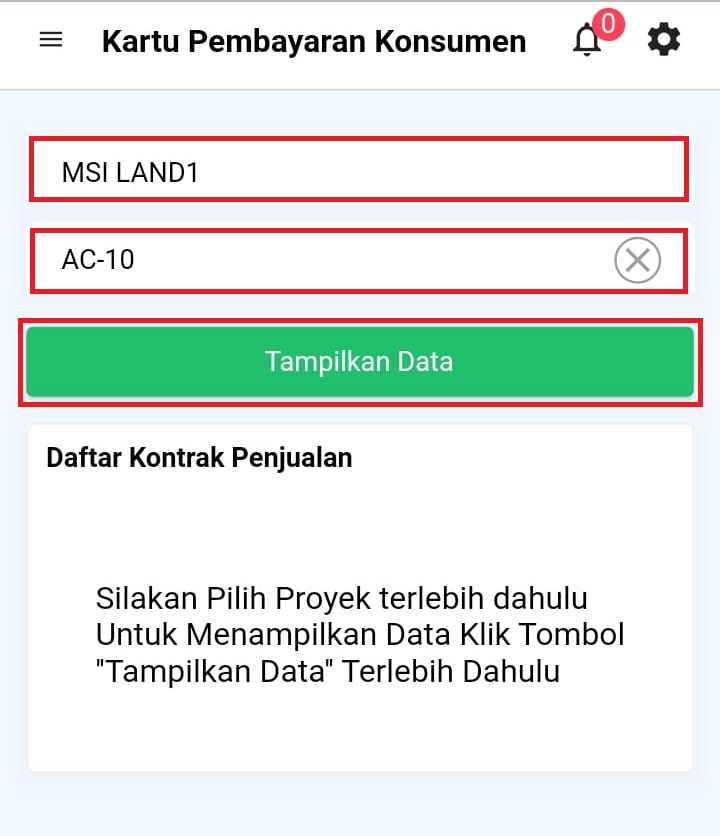 Kartu Pembayaran Konsumen
0
MSI LAND1
AC-10
Tampilkan Data
Daftar Kontrak Penjualan
Silakan Pilih Proyek terlebih dahulu
Untuk Menampilkan Data Klik Tombol
"Tampilkan Data" Terlebih Dahulu